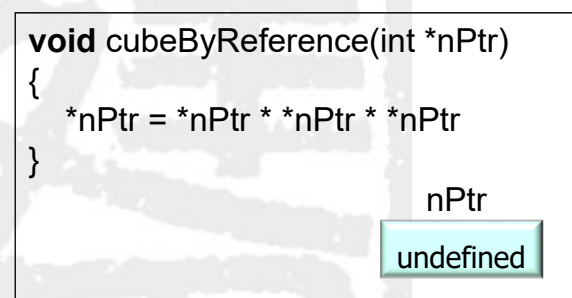 void cubeByReference(int *nPtr)
{
*nPtr = *nPtr * *nPtr * *nPtr
}
nPtr
undefined